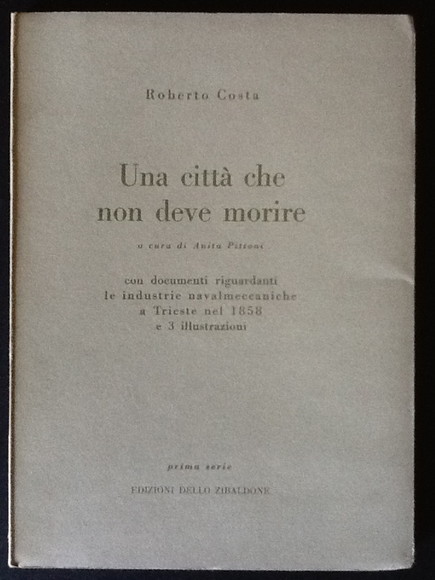 Roberto Costa
Una città che
non deve morire
a cura di Anita Pittoni
con documenti riguardanti
le industrie navalmeccaniche
a Trieste nel 1858
e 3 illustrazioni
prima serie
EDIZIONI DELLO ZIBALDONE